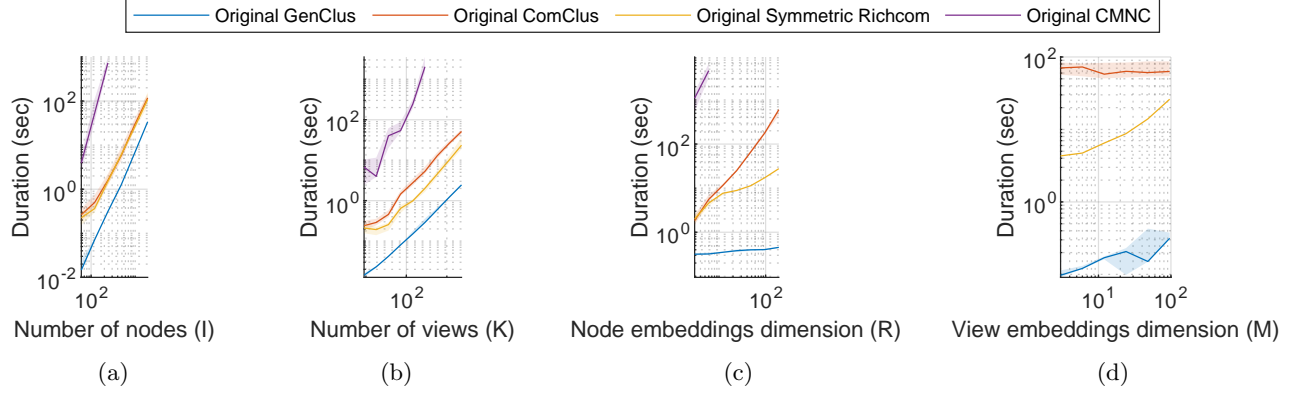 Original GenClus Original ComClus Original Symmetric Richcom Original CMNC
Duration (sec)
10^2
10^0
10^-2
10^2
Number of nodes (I)
(a)
Duration (sec)
10^2
10^0
10^2
Number of views (K)
(b)
Duration (sec)
10^2
10^0
10^2
Node embeddings dimension (R)
(c)
Duration (sec)
10^2
10^0
10^1 10^2
View embeddings dimension (M)
(d)